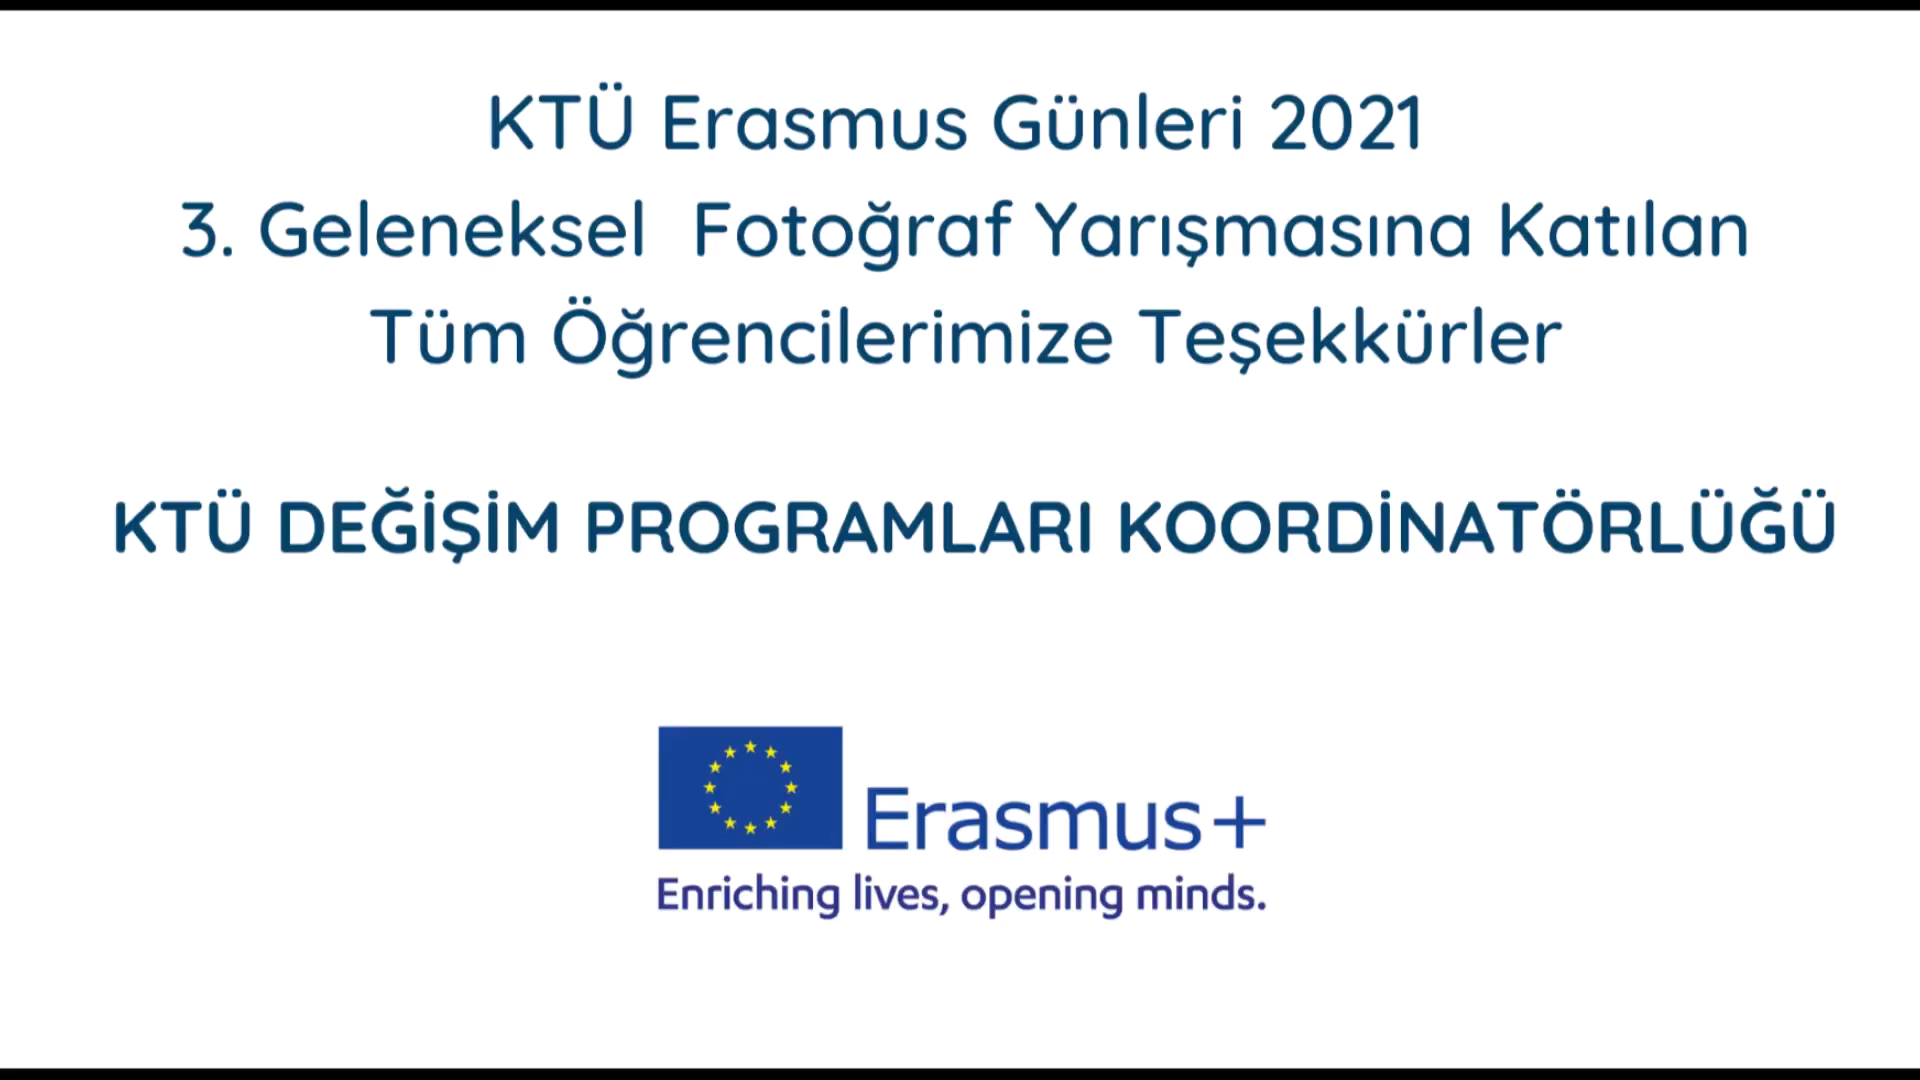 KTÜ Erasmus Günleri 2021
3. Geleneksel Fotoğraf Yarışmasına Katılan
Tüm Öğrencilerimize Teşekkürler
KTÜ DEĞİŞİM PROGRAMLARI KOORDİNATÖRLÜĞÜ
Erasmus+
Enriching lives, opening minds.